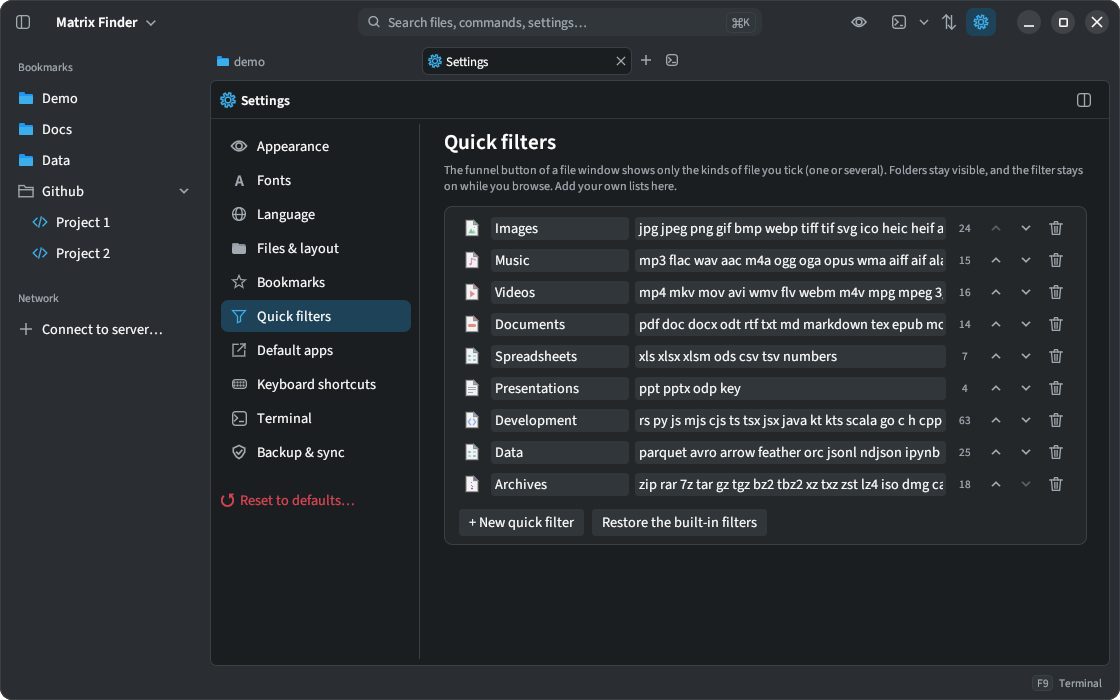 Matrix Finder
Search files, commands, settings…
⌘K
Bookmarks
Demo
Docs
Data
Github
Project 1
Project 2
Network
Connect to server…
demo
Settings
Settings
Appearance
Fonts
Language
Files & layout
Bookmarks
Quick filters
Default apps
Keyboard shortcuts
Terminal
Backup & sync
Reset to defaults…
Quick filters
The funnel button of a file window shows only the kinds of file you tick (one or several). Folders stay visible, and the filter stays
on while you browse. Add your own lists here.
Images jpg jpeg png gif bmp webp tiff tif svg ico heic heif a 24
Music mp3 flac wav aac m4a ogg oga opus wma aiff aif ala 15
Videos mp4 mkv mov avi wmv flv webm m4v mpg mpeg 3 16
Documents pdf doc docx odt rtf txt md markdown tex epub mo 14
Spreadsheets xls xlsx xlsm ods csv tsv numbers 7
Presentations ppt pptx odp key 4
Development rs py js mjs cjs ts tsx jsx java kt kts scala go c h cpp 63
Data parquet avro arrow feather orc jsonl ndjson ipynb 25
Archives zip rar 7z tar gz tgz bz2 tbz2 xz txz zst lz4 iso dmg ca 18
+ New quick filter
Restore the built-in filters
F9 Terminal